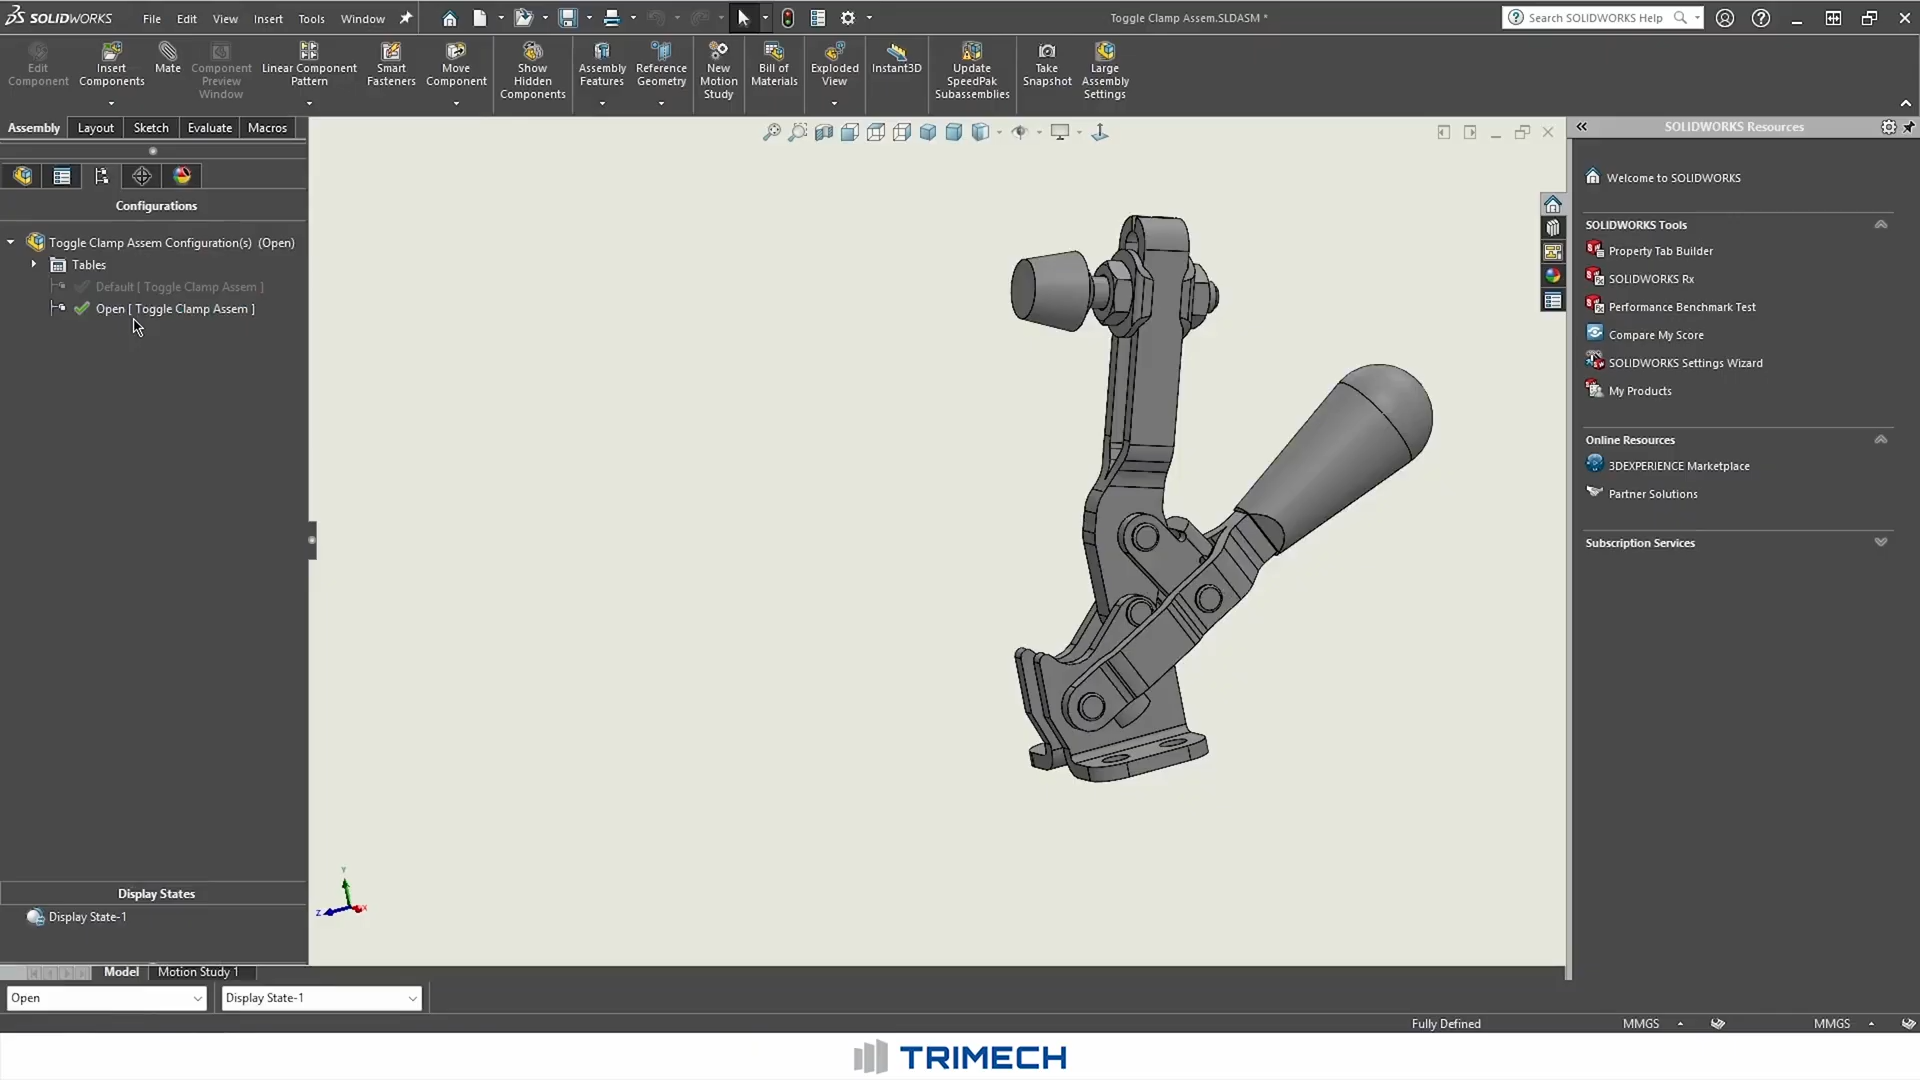 SOLIDWORKS
File Edit View Insert Tools Window
Toggle Clamp Assem.SLDASM *
Search SOLIDWORKS Help
Edit Component
Insert Components
Mate
Component Preview Window
Linear Component Pattern
Smart Fasteners
Move Component
Show Hidden Components
Assembly Features
Reference Geometry
New Motion Study
Bill of Materials
Exploded View
Instant3D
Update SpeedPak Subassemblies
Take Snapshot
Large Assembly Settings
Assembly Layout Sketch Evaluate Macros
Configurations
Toggle Clamp Assem Configuration(s) (Open)
Tables
Default [ Toggle Clamp Assem ]
Open [ Toggle Clamp Assem ]
Display States
Display State-1
Y
Z
X
SOLIDWORKS Resources
Welcome to SOLIDWORKS
SOLIDWORKS Tools
Property Tab Builder
SOLIDWORKS Rx
Performance Benchmark Test
Compare My Score
SOLIDWORKS Settings Wizard
My Products
Online Resources
3DEXPERIENCE Marketplace
Partner Solutions
Subscription Services
Model Motion Study 1
Open Display State-1
Fully Defined MMGS MMGS
TRIMECH